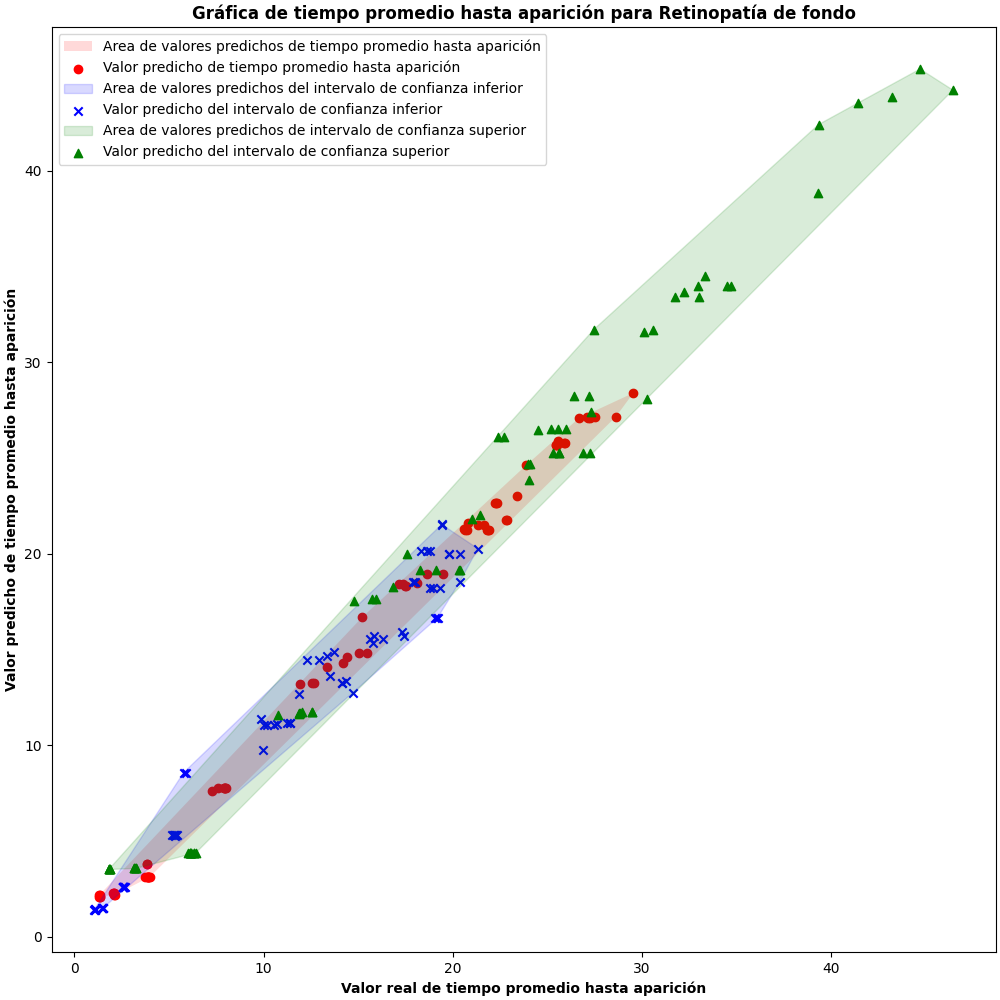 Gráfica de tiempo promedio hasta aparición para Retinopatía de fondo
Area de valores predichos de tiempo promedio hasta aparición
Valor predicho de tiempo promedio hasta aparición
Area de valores predichos del intervalo de confianza inferior
Valor predicho del intervalo de confianza inferior
Area de valores predichos de intervalo de confianza superior
Valor predicho del intervalo de confianza superior
Valor predicho de tiempo promedio hasta aparición
40
30
20
10
0
0 10 20 30 40
Valor real de tiempo promedio hasta aparición